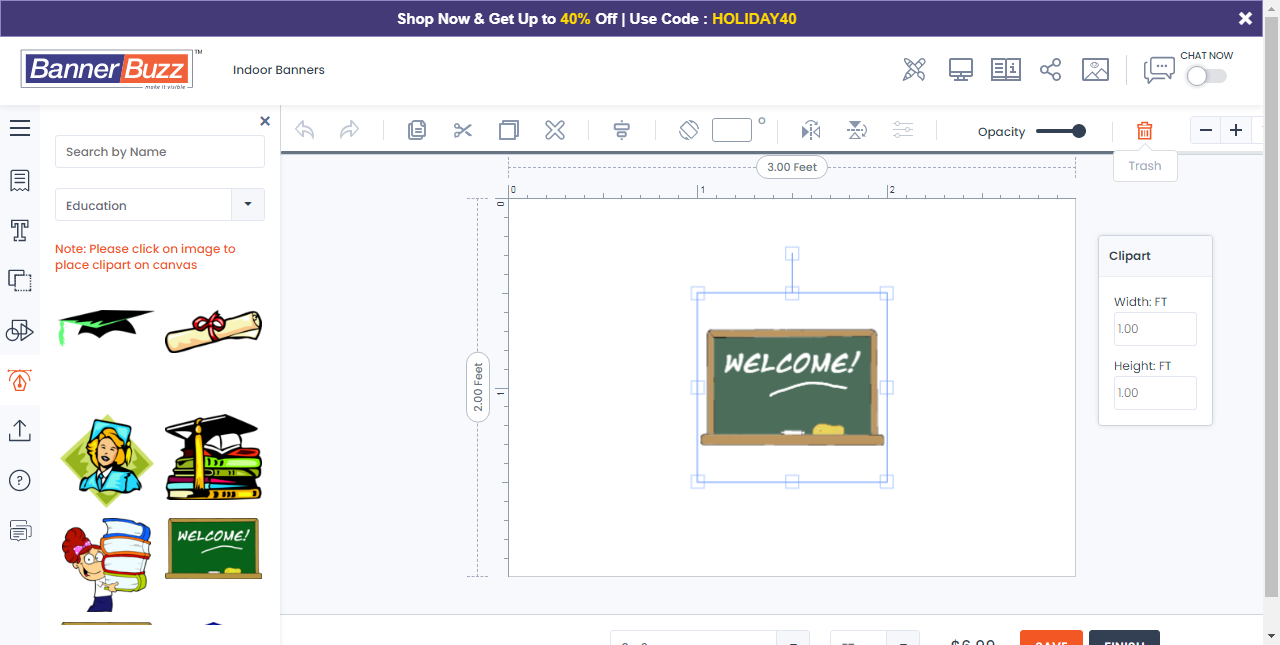 Shop Now & Get Up to 40% Off | Use Code : HOLIDAY40
BannerBuzz™
make it visible
Indoor Banners
CHAT NOW
Search by Name
Education
Note: Please click on image to
place clipart on canvas
WELCOME!
Opacity
Trash
3.00 Feet
0 1 2
0
1
2.00 Feet
WELCOME!
Clipart
Width: FT
1.00
Height: FT
1.00
$6.99
SAVE
FINISH